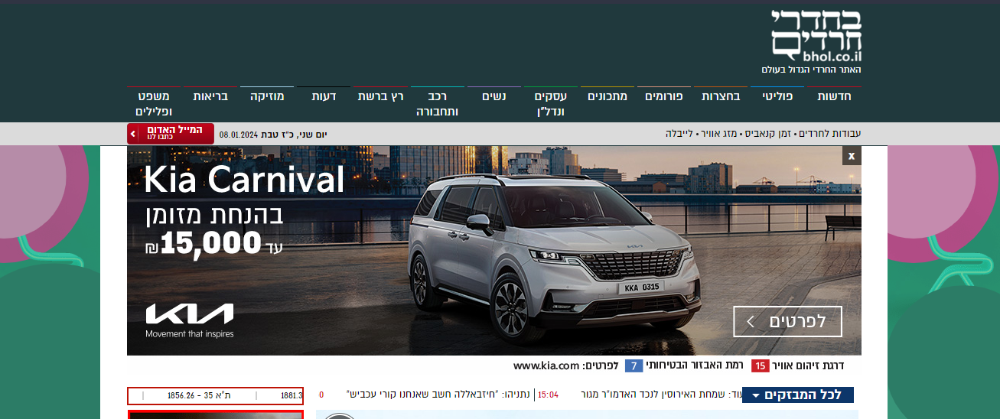 בחדרי
חרדים
bhol.co.il
האתר החרדי הגדול בעולם
חדשות
פוליטי
בחצרות
פורומים
מתכונים
עסקים
ונדל"ן
נשים
רכב
ותחבורה
רץ ברשת
דעות
מוזיקה
בריאות
משפט
ופלילים
עבודות לחרדים • זמן קנאביס • מזג אוויר • לייבלה
יום שני, כ"ז טבת 08.01.2024
המייל האדום
כתבו לנו
x
Kia Carnival
בהנחת מזומן
עד 15,000 ₪
KKA 0315
KIA
Movement that inspires
לפרטים
דרגת זיהום אוויר 15 רמת האבזור הבטיחותי 7 לפרטים: www.kia.com
לכל המבזקים
עוד: שמחת האירוסין לנכד האדמו"ר מגור
15:04 | נתניהו: "חיזבאללה חשב שאנחנו קורי עכביש"
0
1881.3 | ת"א 35 - 1856.26 |